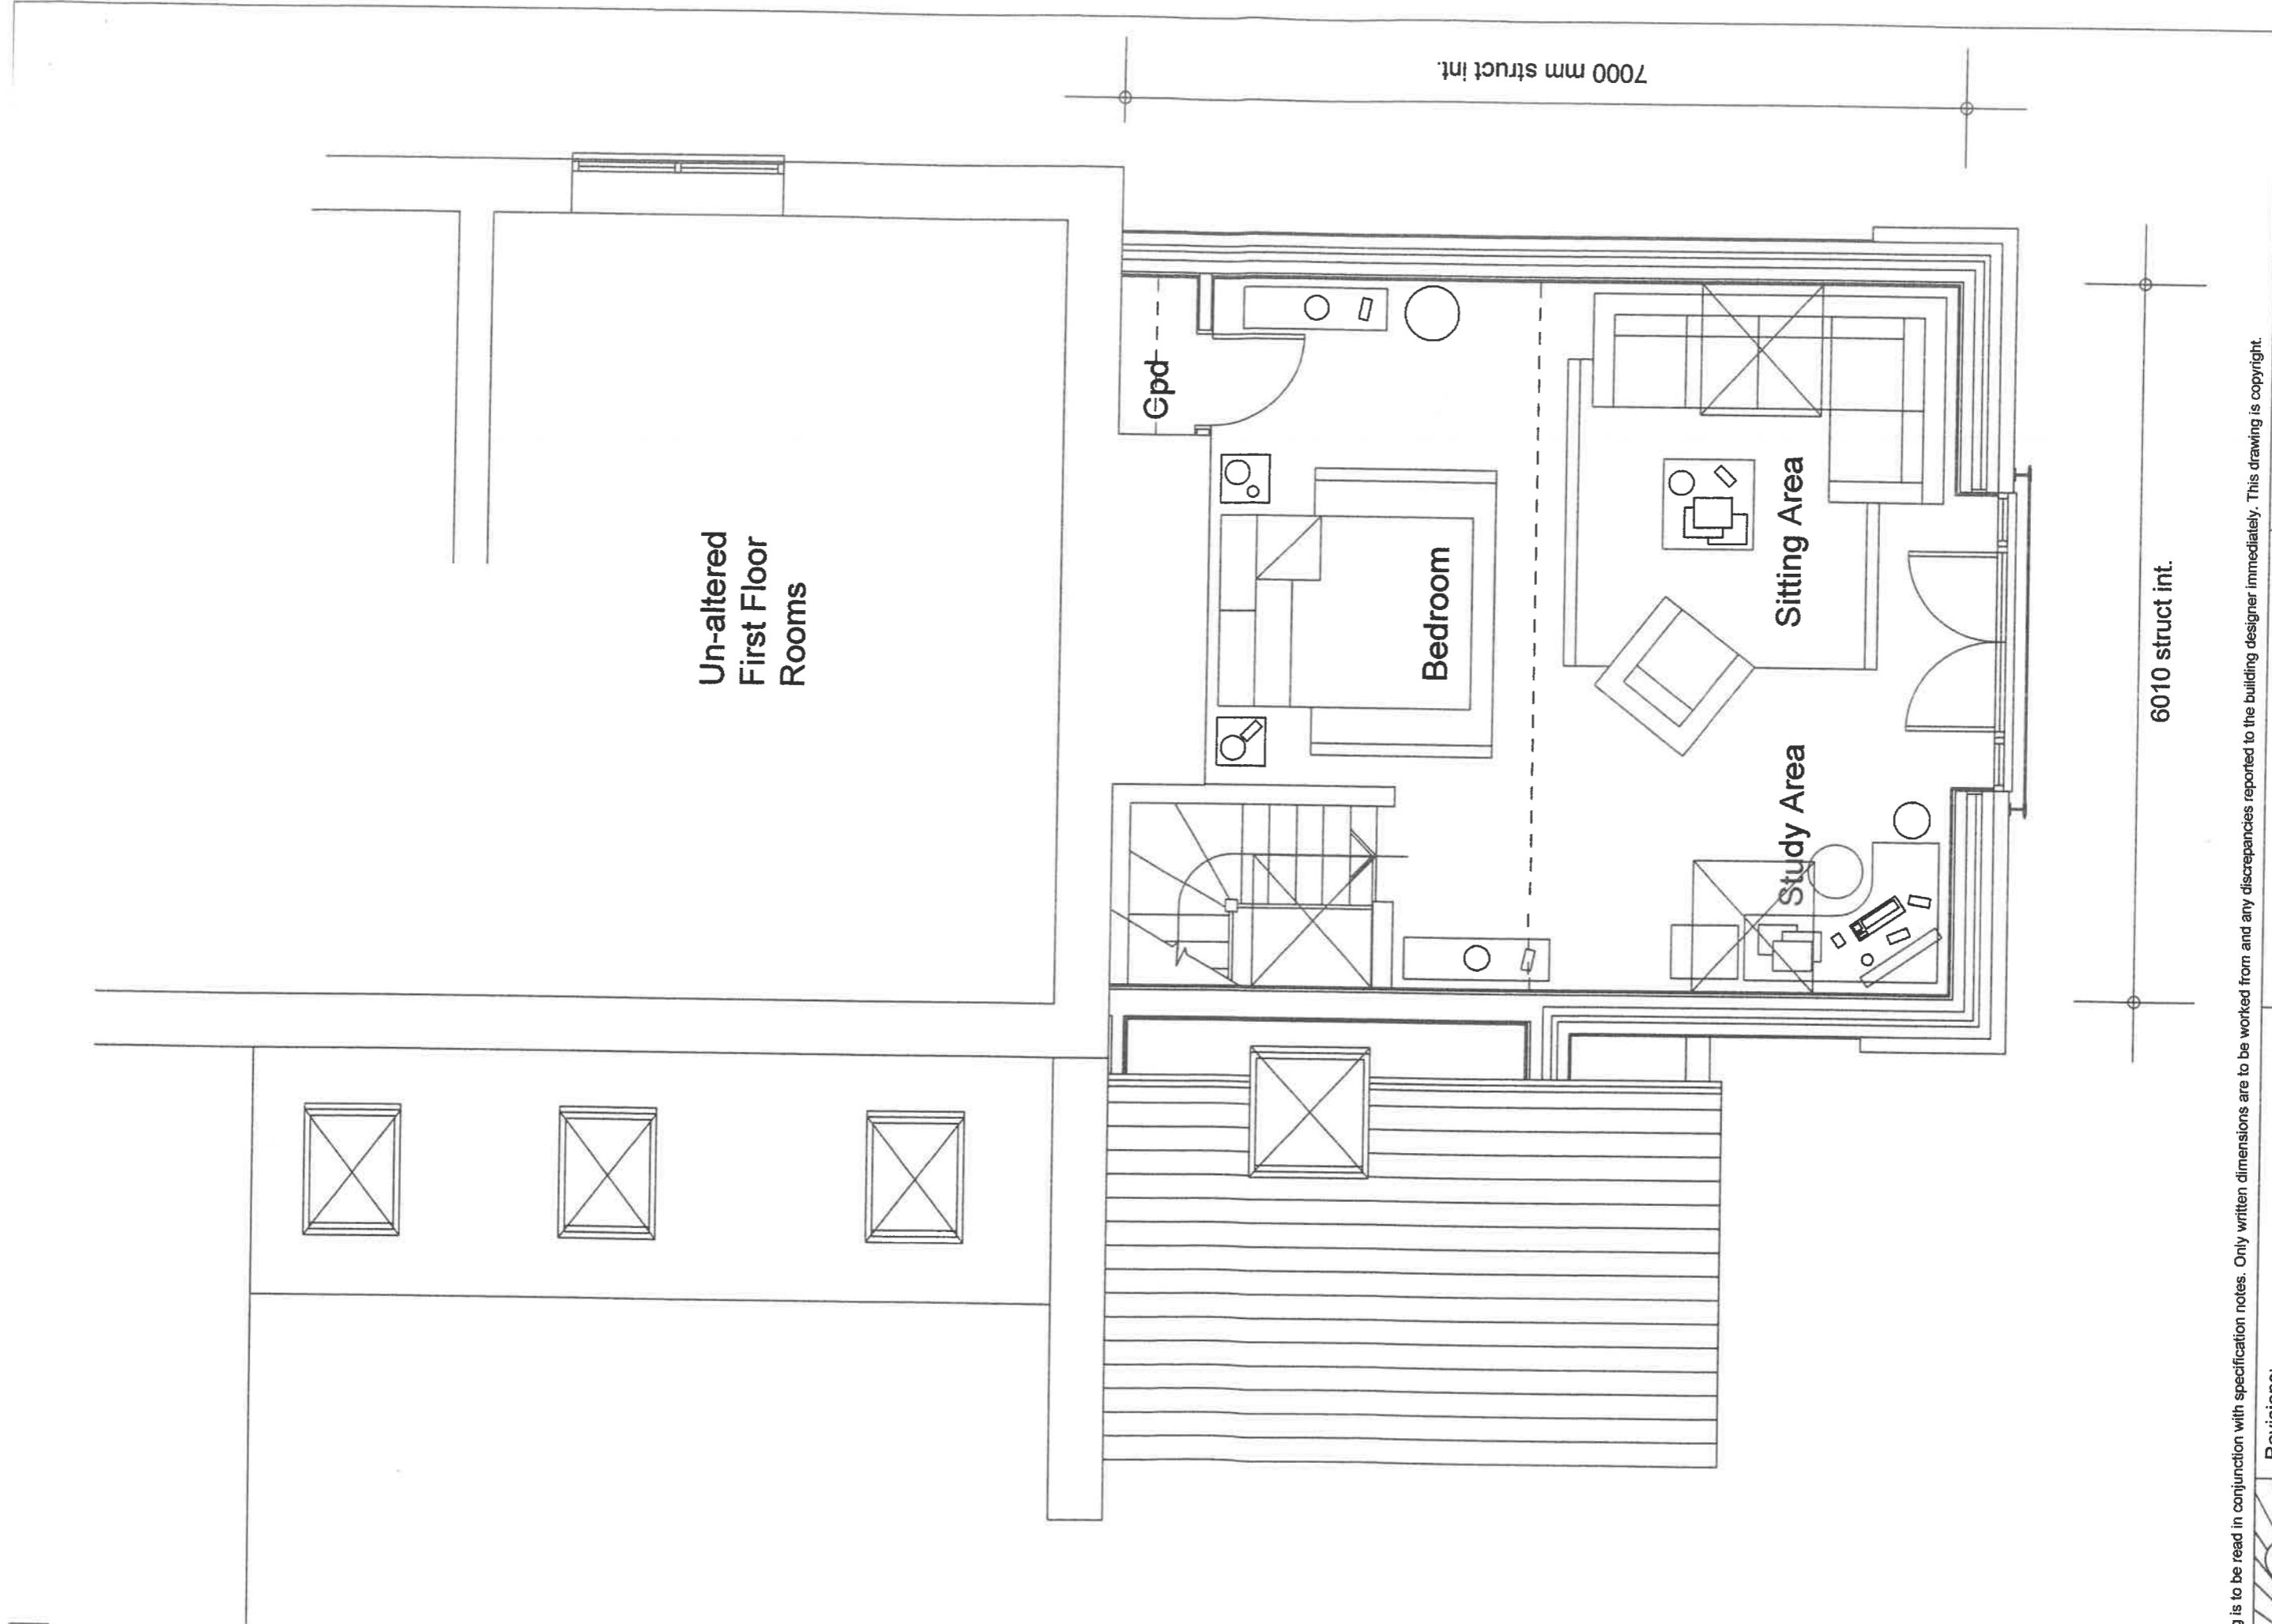 7000 mm struct int.
Un-altered
First Floor
Rooms
Cpd
Bedroom
Sitting Area
Study Area
6010 struct int.
is to be read in conjunction with specification notes. Only written dimensions are to be worked from and any discrepancies reported to the building designer immediately. This drawing is copyright.